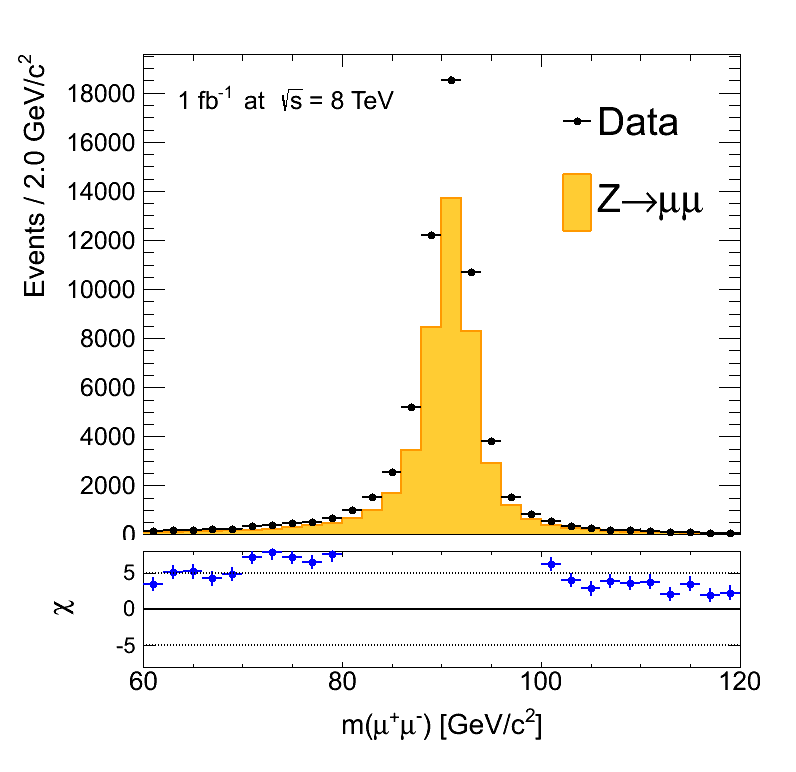 Events / 2.0 GeV/c²
18000
16000
14000
12000
10000
8000
6000
4000
2000
0
1 fb⁻¹ at √s = 8 TeV
Data
Z→μμ
χ
5
0
-5
60 80 100 120
m(μ⁺μ⁻) [GeV/c²]